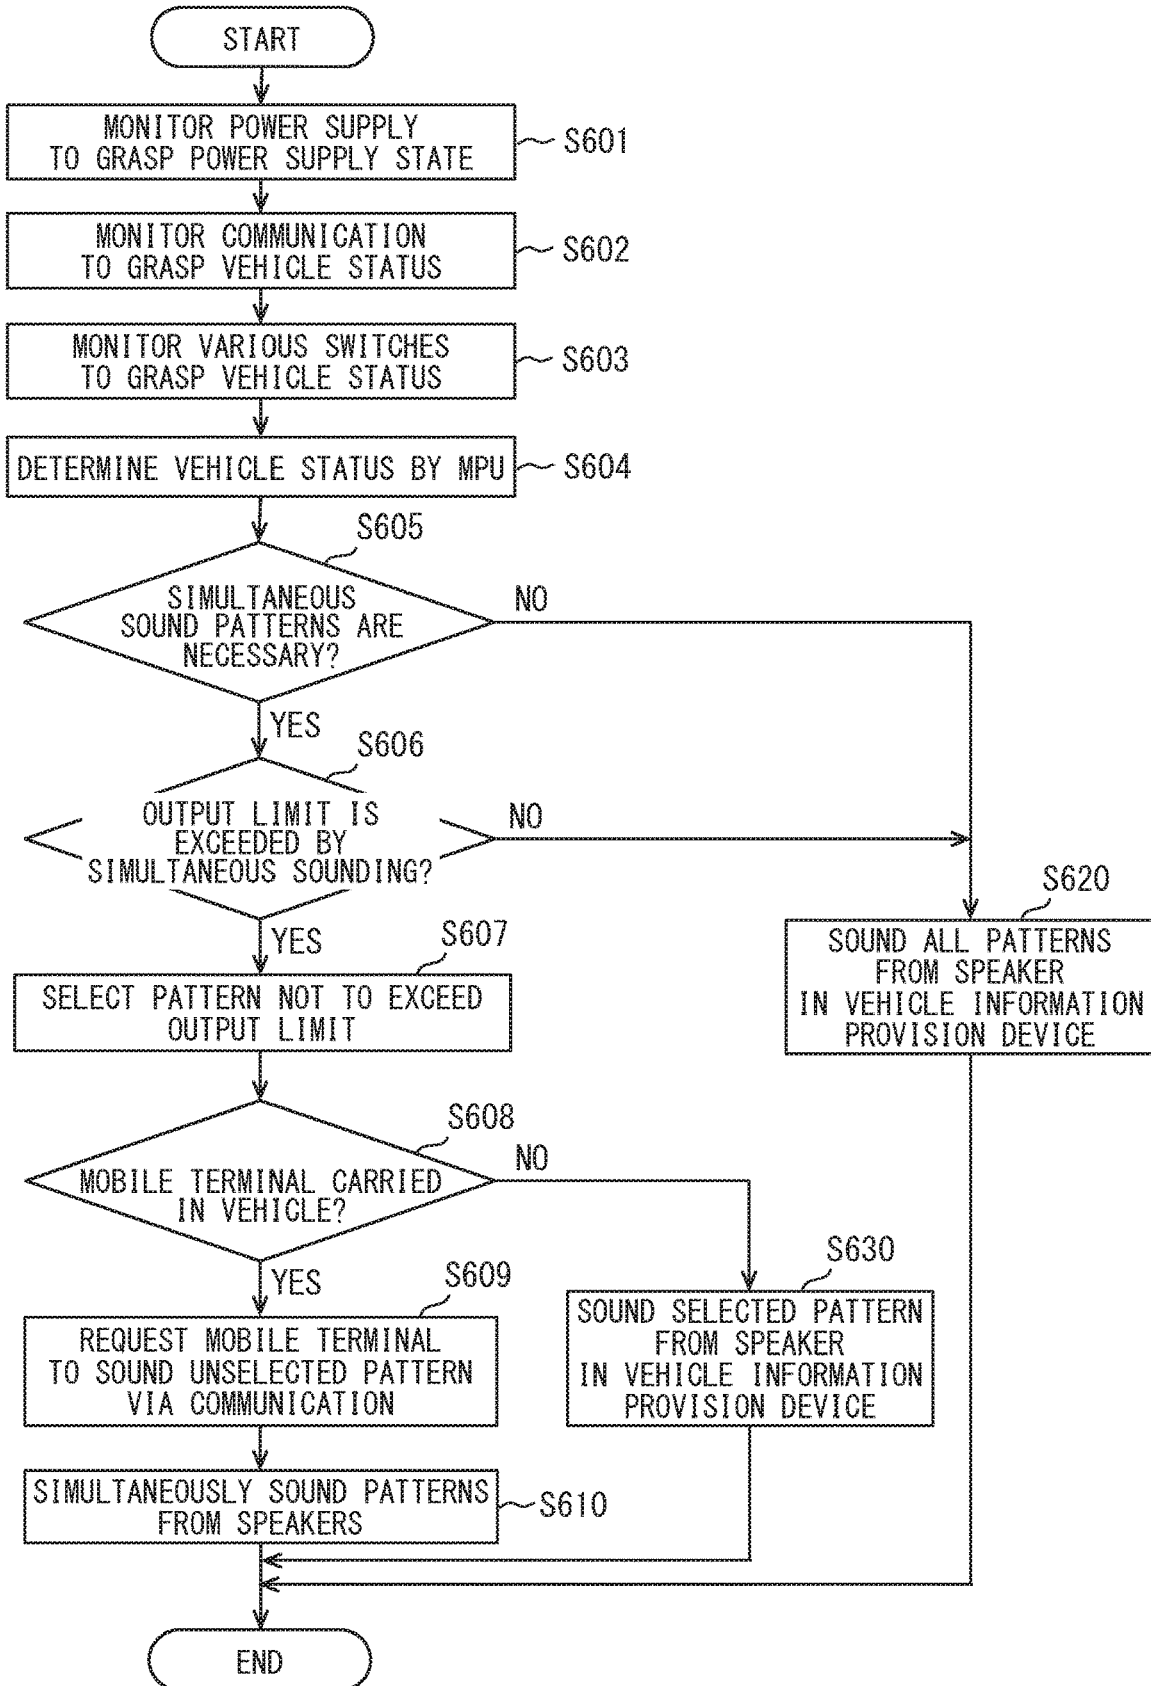 START
MONITOR POWER SUPPLY
TO GRASP POWER SUPPLY STATE
S601
MONITOR COMMUNICATION
TO GRASP VEHICLE STATUS
S602
MONITOR VARIOUS SWITCHES
TO GRASP VEHICLE STATUS
S603
DETERMINE VEHICLE STATUS BY MPU
S604
S605
SIMULTANEOUS
SOUND PATTERNS ARE
NECESSARY?
NO
YES
S606
OUTPUT LIMIT IS
EXCEEDED BY
SIMULTANEOUS SOUNDING?
NO
YES
S620
SOUND ALL PATTERNS
FROM SPEAKER
IN VEHICLE INFORMATION
PROVISION DEVICE
S607
SELECT PATTERN NOT TO EXCEED
OUTPUT LIMIT
S608
MOBILE TERMINAL CARRIED
IN VEHICLE?
NO
YES
S630
SOUND SELECTED PATTERN
FROM SPEAKER
IN VEHICLE INFORMATION
PROVISION DEVICE
S609
REQUEST MOBILE TERMINAL
TO SOUND UNSELECTED PATTERN
VIA COMMUNICATION
SIMULTANEOUSLY SOUND PATTERNS
FROM SPEAKERS
S610
END